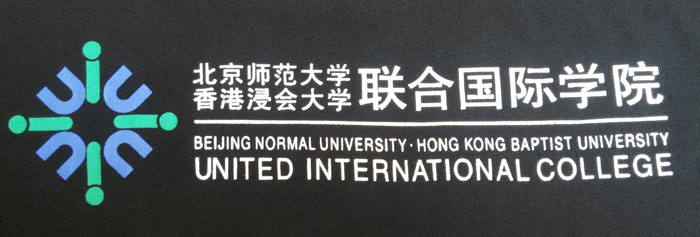 北京师范大学
香港浸会大学
联合国际学院
BEIJING NORMAL UNIVERSITY · HONG KONG BAPTIST UNIVERSITY
UNITED INTERNATIONAL COLLEGE